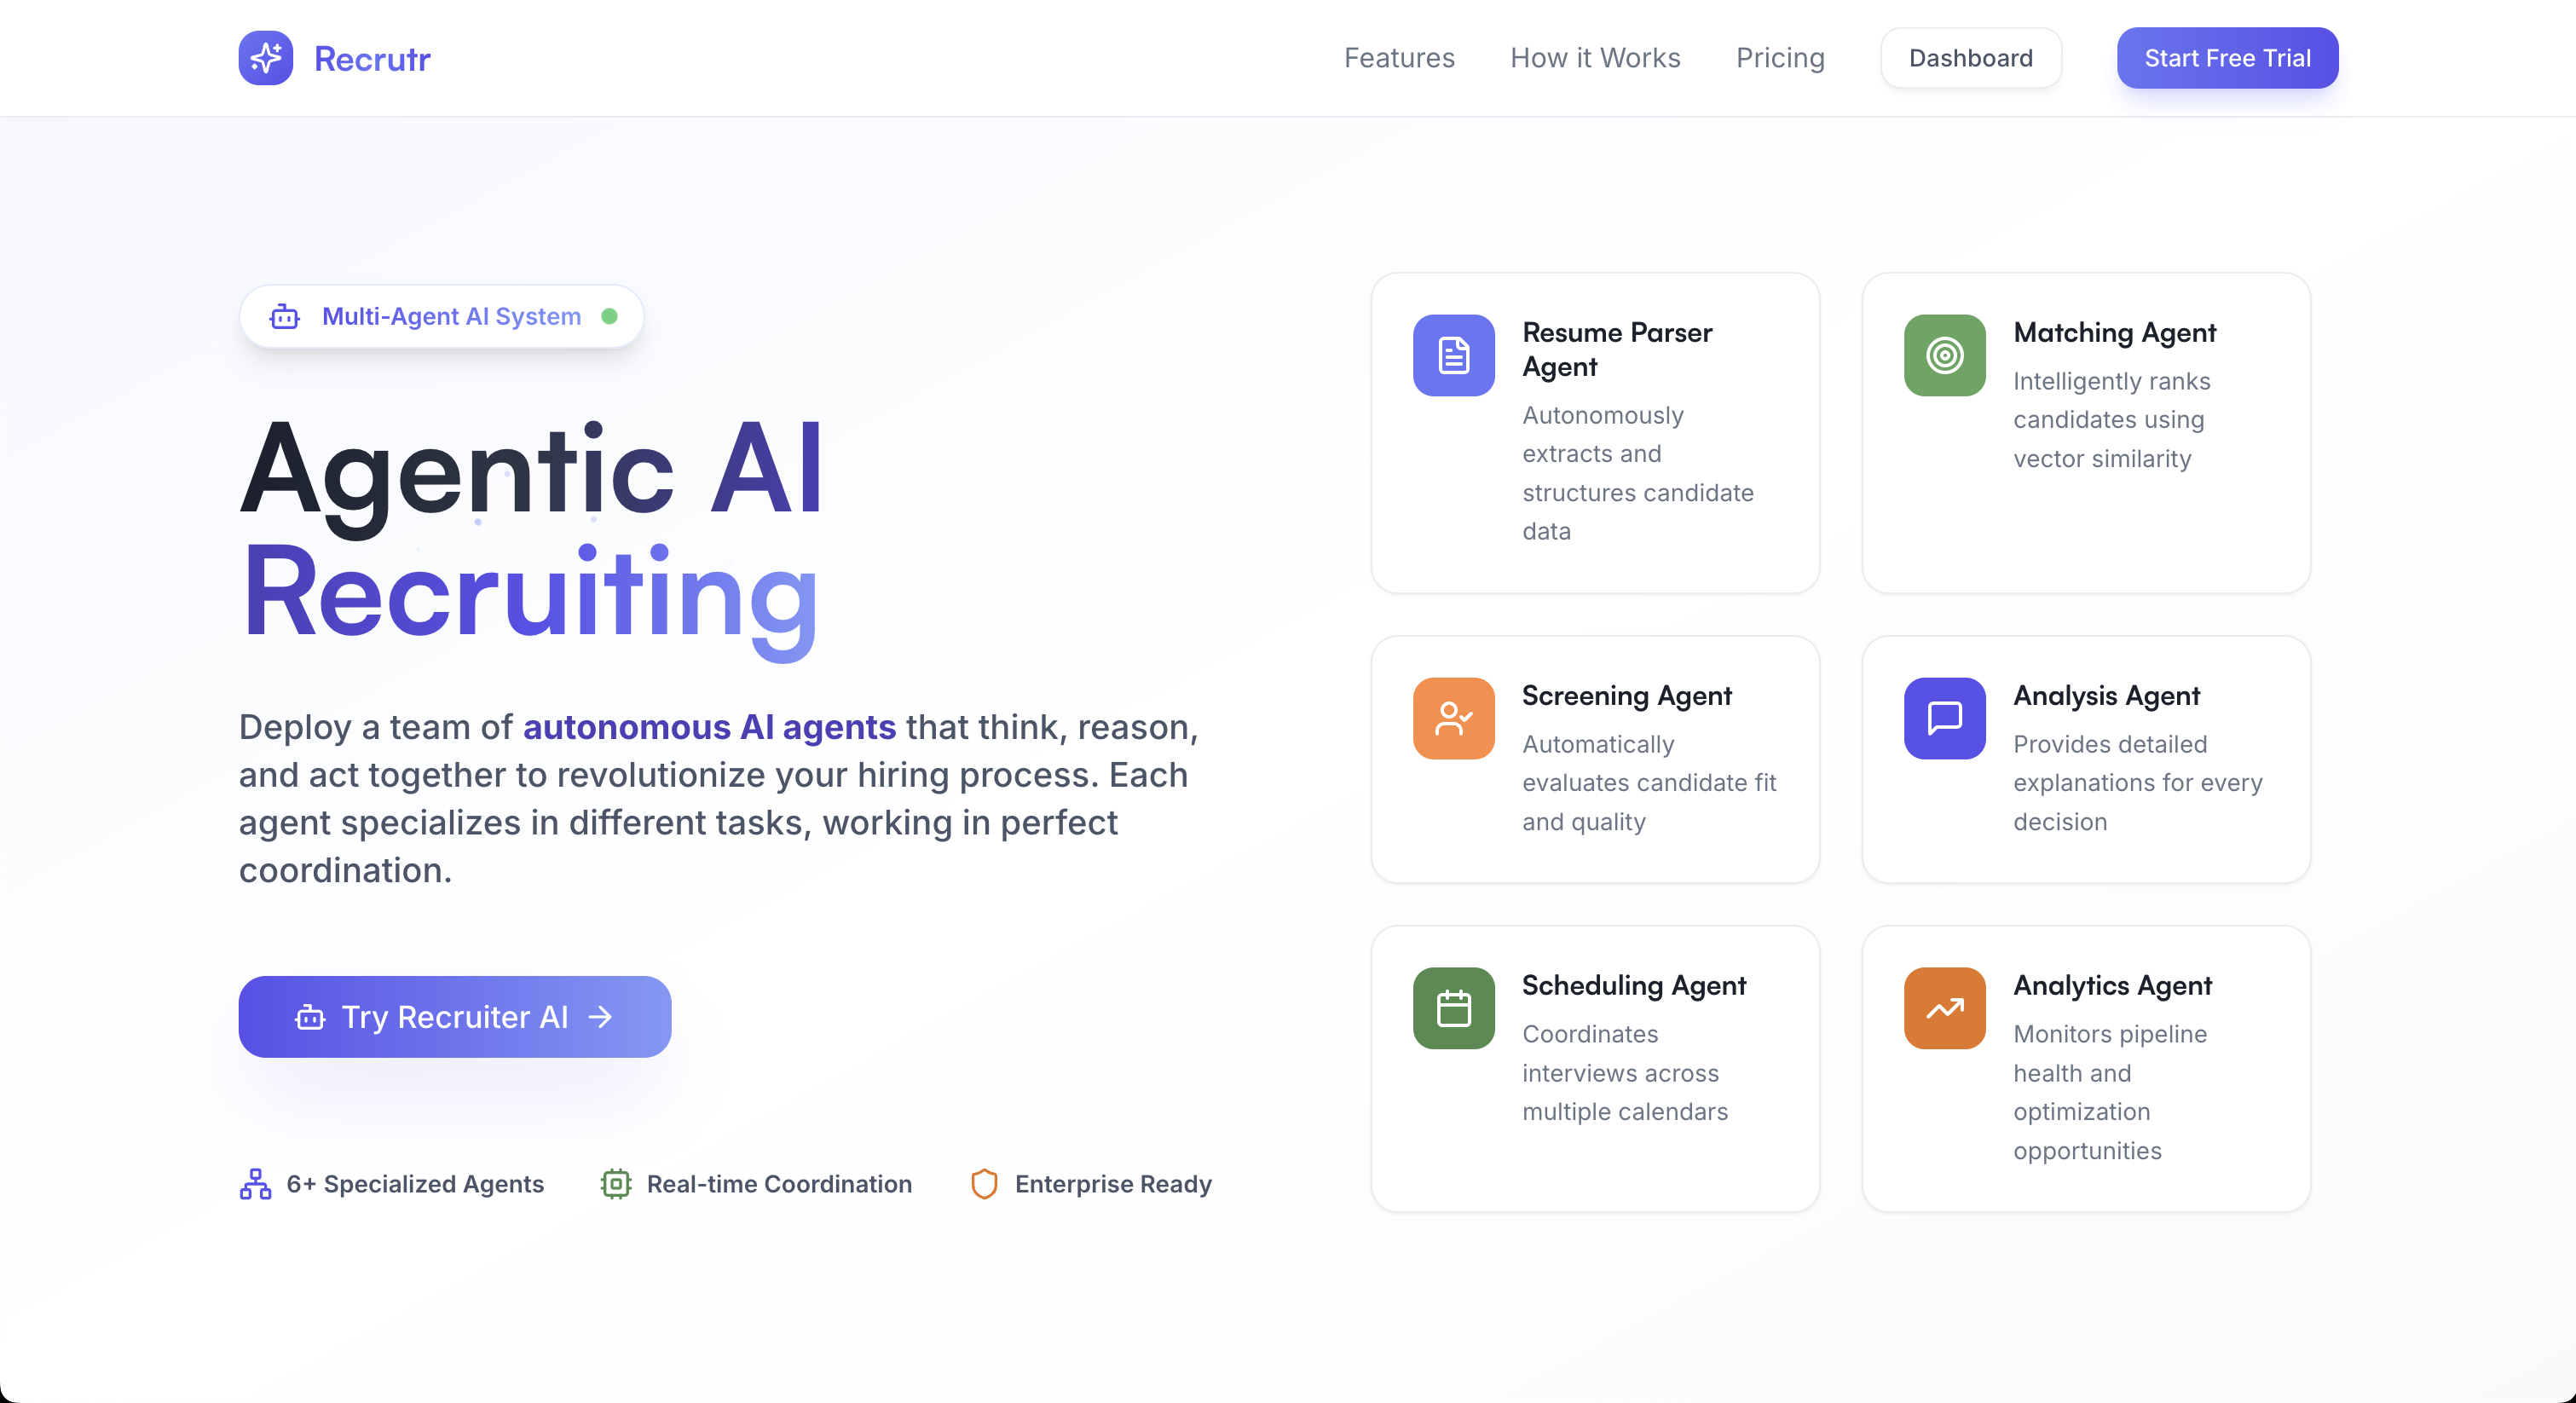 Recrutr
Features
How it Works
Pricing
Dashboard
Start Free Trial
Multi-Agent AI System
Agentic AI
Recruiting
Deploy a team of autonomous AI agents that think, reason,
and act together to revolutionize your hiring process. Each
agent specializes in different tasks, working in perfect
coordination.
Try Recruiter AI
6+ Specialized Agents
Real-time Coordination
Enterprise Ready
Resume Parser
Agent
Autonomously
extracts and
structures candidate
data
Matching Agent
Intelligently ranks
candidates using
vector similarity
Screening Agent
Automatically
evaluates candidate fit
and quality
Analysis Agent
Provides detailed
explanations for every
decision
Scheduling Agent
Coordinates
interviews across
multiple calendars
Analytics Agent
Monitors pipeline
health and
optimization
opportunities